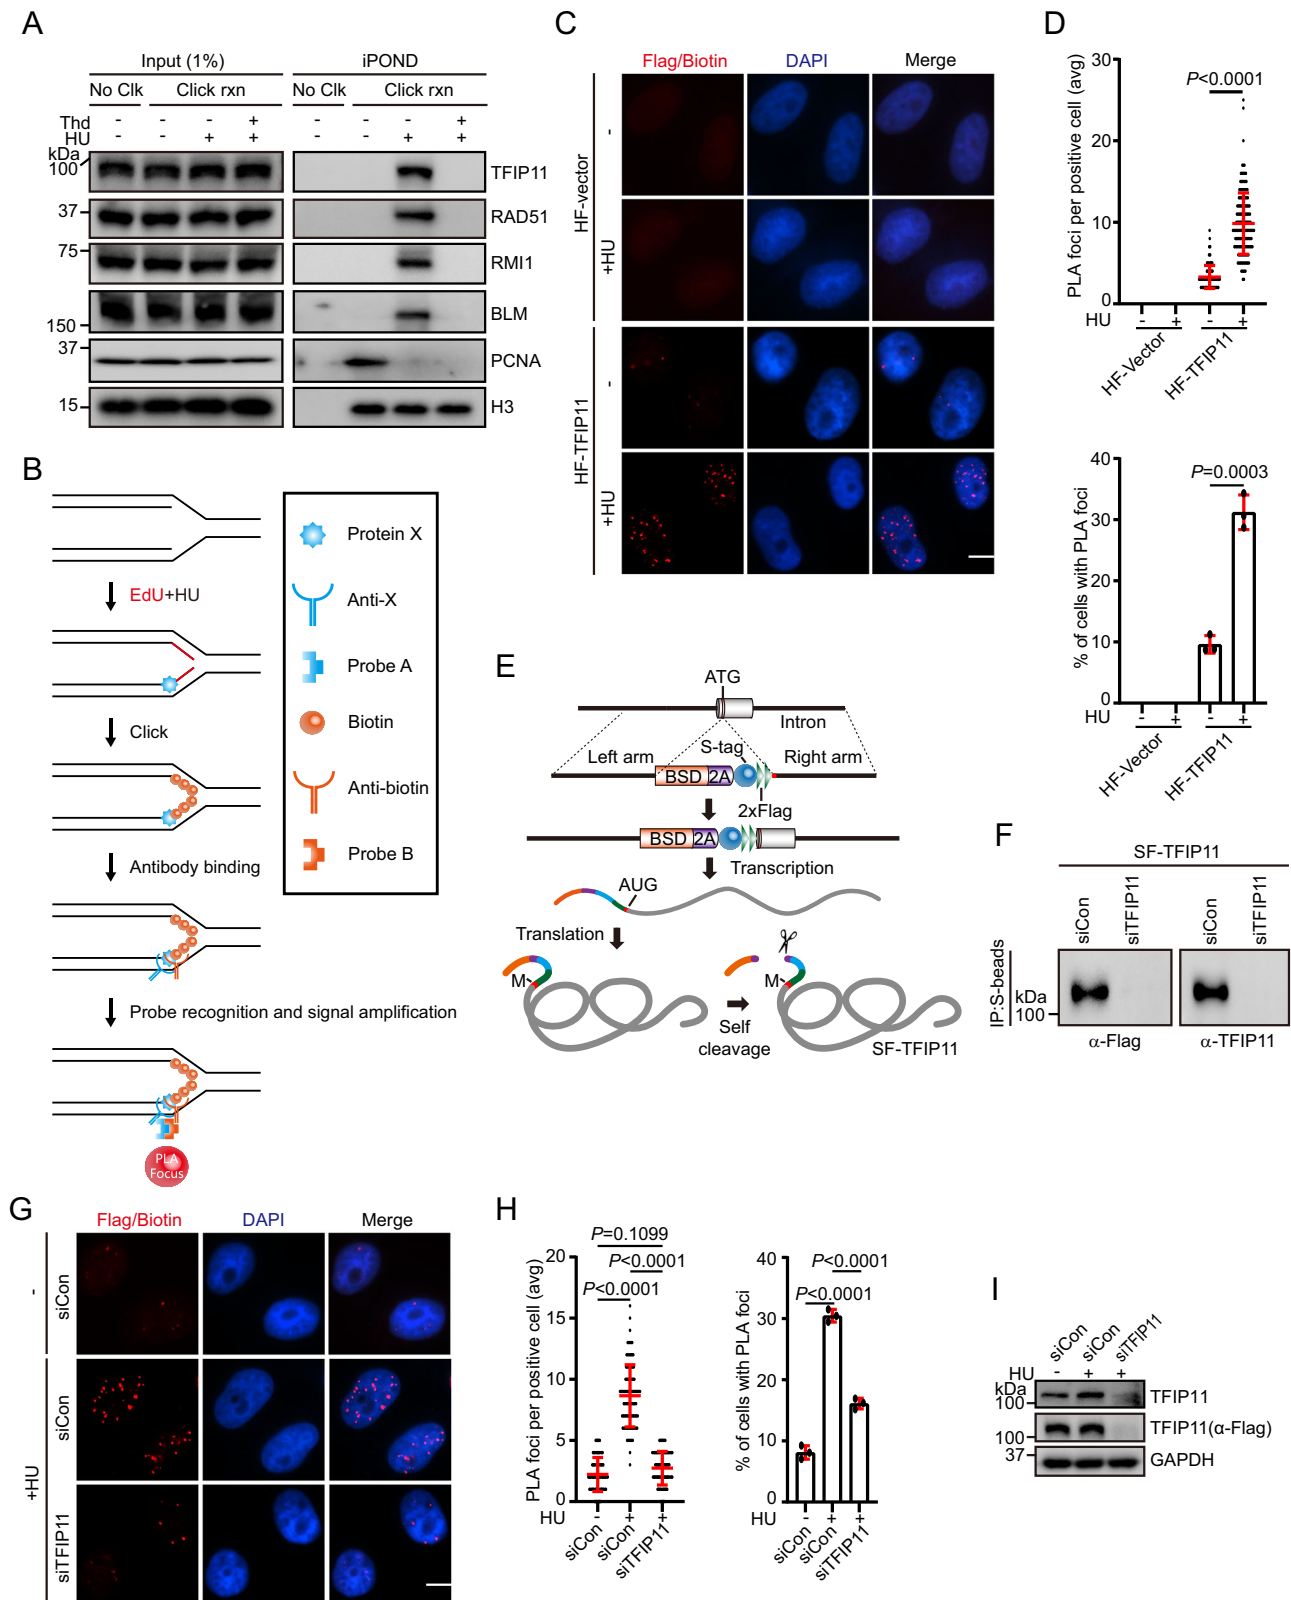 A
Input (1%)
iPOND
No Clk
Click rxn
No Clk
Click rxn
Thd - - - + - - - +
HU - - + + - - + +
kDa
100
TFIP11
37
RAD51
75
RMI1
150
BLM
37
PCNA
15
H3
B
EdU+HU
Click
Antibody binding
Probe recognition and signal amplification
PLA
Focus
Protein X
Anti-X
Probe A
Biotin
Anti-biotin
Probe B
C
Flag/Biotin
DAPI
Merge
HF-vector
-
+HU
HF-TFIP11
-
+HU
D
PLA foci per positive cell (avg)
30
20
10
0
P<0.0001
HU - + - +
HF-Vector
HF-TFIP11
% of cells with PLA foci
40
30
20
10
0
P=0.0003
HU - + - +
HF-Vector
HF-TFIP11
E
ATG
Intron
Left arm
S-tag
Right arm
BSD 2A
2xFlag
BSD 2A
Transcription
AUG
Translation
M
M
Self
cleavage
SF-TFIP11
F
SF-TFIP11
siCon
siTFIP11
siCon
siTFIP11
IP:S-beads
kDa
100
α-Flag
α-TFIP11
G
Flag/Biotin
DAPI
Merge
-
siCon
+HU
siCon
siTFIP11
H
PLA foci per positive cell (avg)
20
15
10
5
0
P=0.1099
P<0.0001
P<0.0001
HU - + +
siCon
siCon
siTFIP11
% of cells with PLA foci
40
30
20
10
0
P<0.0001
P<0.0001
HU - + +
siCon
siCon
siTFIP11
I
siCon
siCon
siTFIP11
HU - + +
kDa
100
TFIP11
100
TFIP11(α-Flag)
37
GAPDH